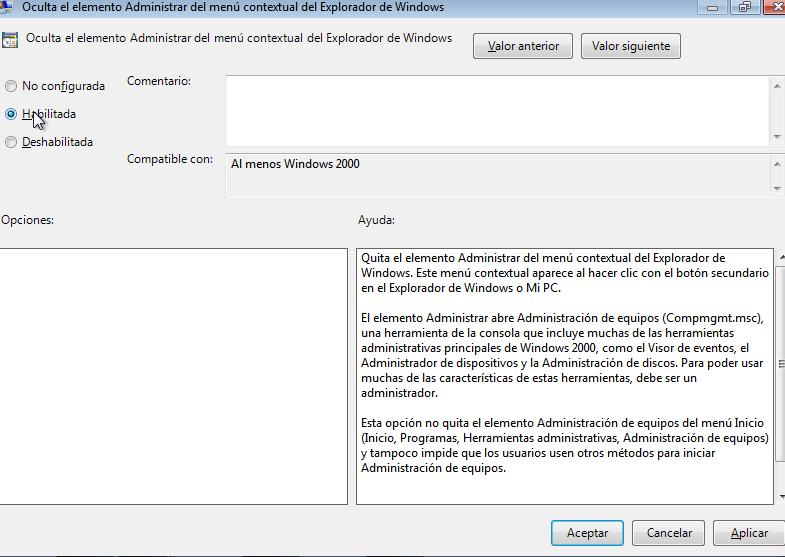 Oculta el elemento Administrar del menú contextual del Explorador de Windows
Oculta el elemento Administrar del menú contextual del Explorador de Windows
Valor anterior
Valor siguiente
No configurada
Comentario:
Habilitada
Deshabilitada
Compatible con:
Al menos Windows 2000
Opciones:
Ayuda:
Quita el elemento Administrar del menú contextual del Explorador de
Windows. Este menú contextual aparece al hacer clic con el botón secundario
en el Explorador de Windows o Mi PC.
El elemento Administrar abre Administración de equipos (Compmgmt.msc),
una herramienta de la consola que incluye muchas de las herramientas
administrativas principales de Windows 2000, como el Visor de eventos, el
Administrador de dispositivos y la Administración de discos. Para poder usar
muchas de las características de estas herramientas, debe ser un
administrador.
Esta opción no quita el elemento Administración de equipos del menú Inicio
(Inicio, Programas, Herramientas administrativas, Administración de equipos)
y tampoco impide que los usuarios usen otros métodos para iniciar
Administración de equipos.
Aceptar
Cancelar
Aplicar